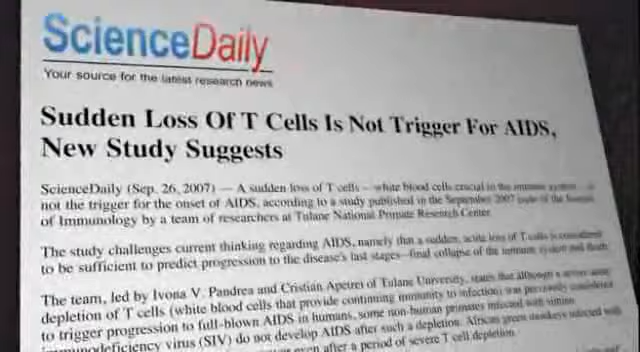 ScienceDaily
Your source for the latest research news
Sudden Loss Of T Cells Is Not Trigger For AIDS,
New Study Suggests
ScienceDaily (Sep. 26, 2007) — A sudden loss of T cells – white blood cells crucial to the immune system – is
not the trigger for the onset of AIDS, according to a study published in the September 2007 issue of the Journal
of Immunology by a team of researchers at Tulane National Primate Research Center.
The study challenges current thinking regarding AIDS, namely that a sudden, acute loss of T cells is considered
to be sufficient to predict progression to the disease's last stages—final collapse of the immune system and death
The team, led by Ivona V. Pandrea and Cristian Apetrei of Tulane University, states that although a severe
depletion of T cells (white blood cells that provide continuing immunity to infection) was previously considered
to trigger progression to full-blown AIDS in humans, some non-human primates infected with simian
immunodeficiency virus (SIV) do not develop AIDS after such a depletion. African green monkeys infected with
even after a period of severe T cell depletion.